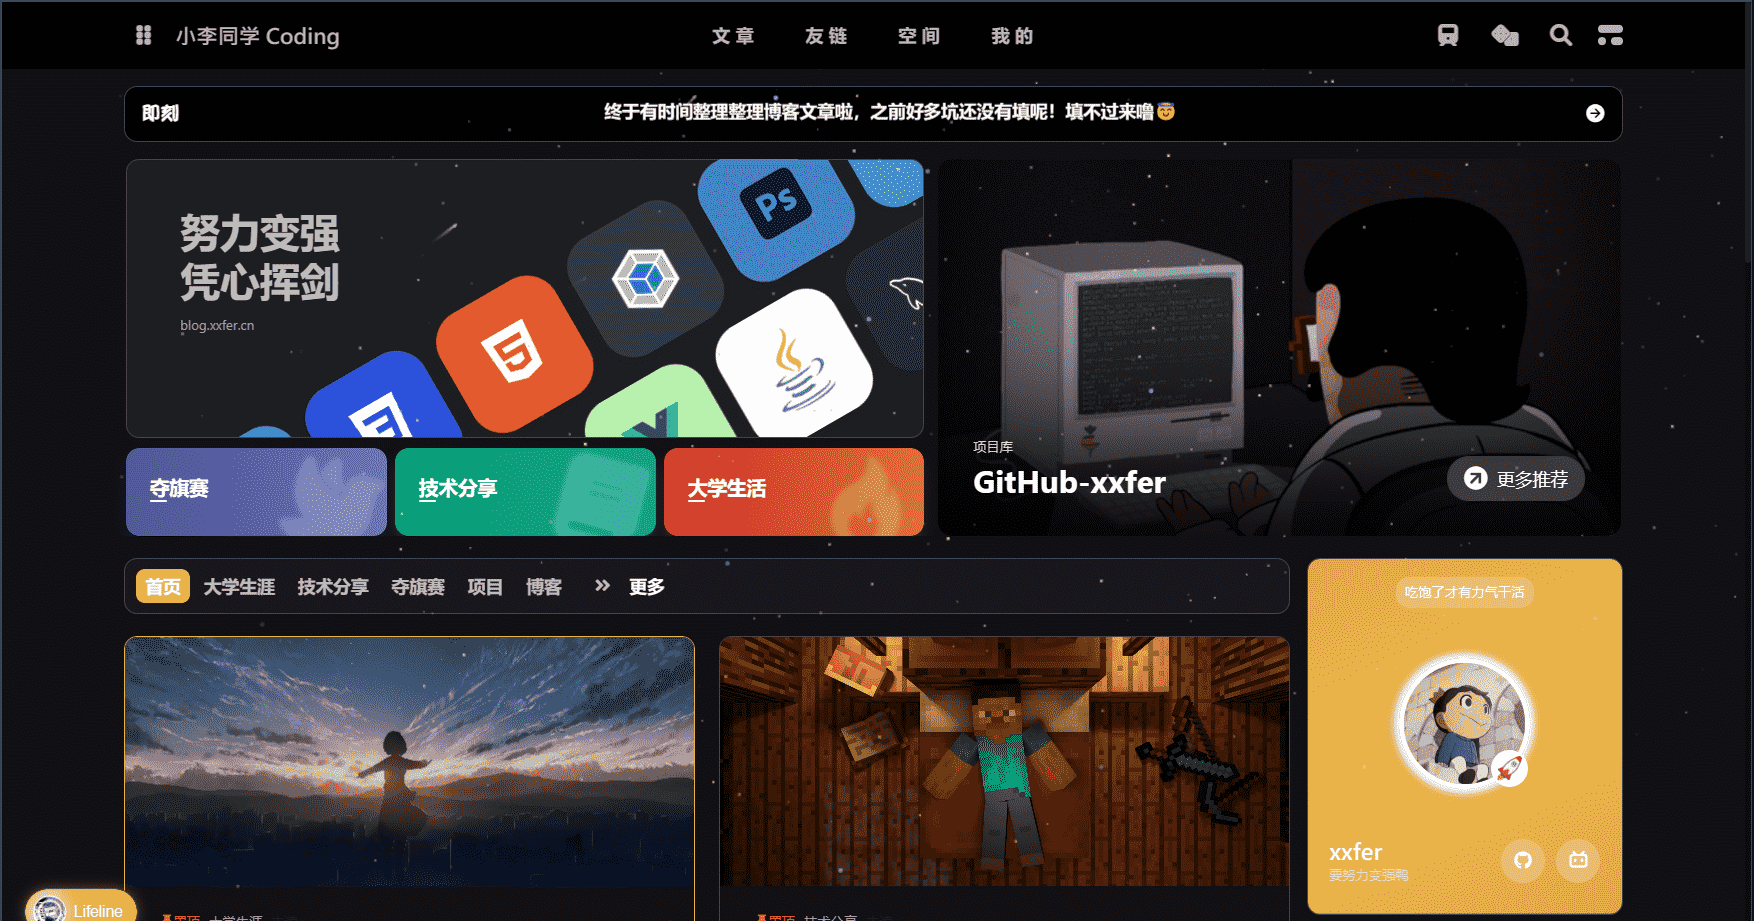 小李同学 Coding
文章 友链 空间 我的
即刻
终于有时间整理整理博客文章啦，之前好多坑还没有填呢！填不过来噜😇
努力变强
凭心挥剑
blog.xxfer.cn
Ps
项目库
GitHub-xxfer
更多推荐
夺旗赛
技术分享
大学生活
首页 大学生涯 技术分享 夺旗赛 项目 博客 更多
吃饱了才有力气干活
xxfer
要努力变强鸭
Lifeline
置顶 大学生涯
置顶 技术分享